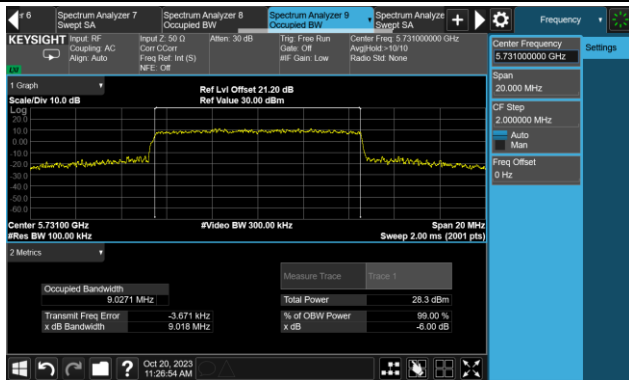 r 6
Spectrum Analyzer 7
Swept SA
Spectrum Analyzer 8
Occupied BW
Spectrum Analyzer 9
Occupied BW
Spectrum Analyze
Swept SA
Frequency
KEYSIGHT
Input: RF
Coupling: AC
Align: Auto
Input Z: 50 Ω
Corr CCorr
Freq Ref: Int (S)
NFE: Off
Atten: 30 dB
Trig: Free Run
Gate: Off
#IF Gain: Low
Center Freq: 5.731000000 GHz
Avg|Hold:>10/10
Radio Std: None
Center Frequency
5.731000000 GHz
Settings
Span
20.000 MHz
CF Step
2.000000 MHz
Auto
Man
Freq Offset
0 Hz
1 Graph
Scale/Div 10.0 dB
Ref Lvl Offset 21.20 dB
Ref Value 30.00 dBm
Log
20.0
10.0
0.00
-10.0
-20.0
-30.0
-40.0
-50.0
-60.0
Center 5.73100 GHz
#Res BW 100.00 kHz
#Video BW 300.00 kHz
Span 20 MHz
Sweep 2.00 ms (2001 pts)
2 Metrics
Measure Trace
Trace 1
Occupied Bandwidth
9.0271 MHz
Total Power
28.3 dBm
Transmit Freq Error
-3.671 kHz
% of OBW Power
99.00 %
x dB Bandwidth
9.018 MHz
x dB
-6.00 dB
Oct 20, 2023
11:26:54 AM